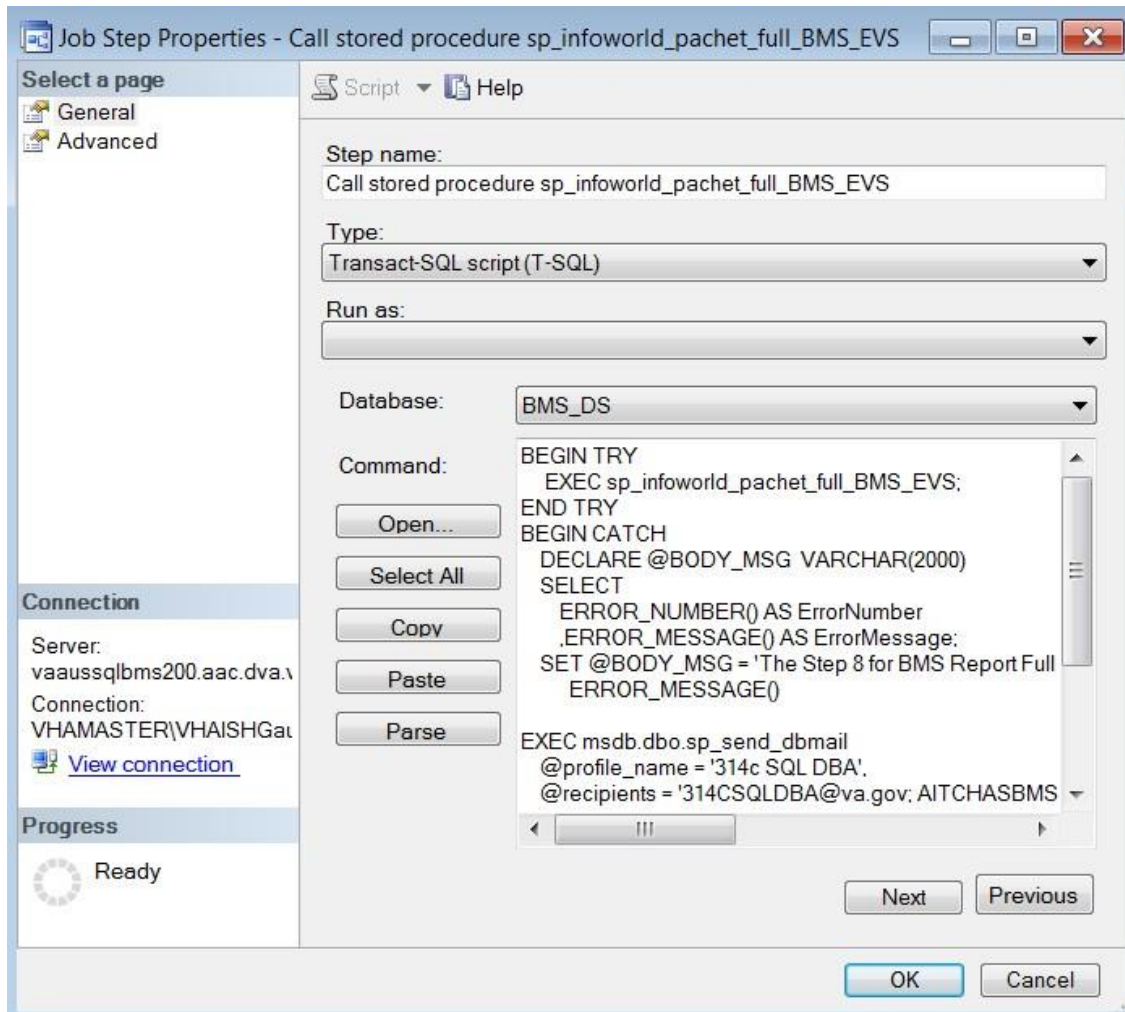 Job Step Properties - Call stored procedure sp_infoworld_pachet_full_BMS_EVS
Select a page
General
Advanced
Script
Help
Step name:
Call stored procedure sp_infoworld_pachet_full_BMS_EVS
Type:
Transact-SQL script (T-SQL)
Run as:
Database:
BMS_DS
Command:
Open...
Select All
Copy
Paste
Parse
BEGIN TRY
EXEC sp_infoworld_pachet_full_BMS_EVS;
END TRY
BEGIN CATCH
DECLARE @BODY_MSG VARCHAR(2000)
SELECT
ERROR_NUMBER() AS ErrorNumber
,ERROR_MESSAGE() AS ErrorMessage;
SET @BODY_MSG = 'The Step 8 for BMS Report Full
ERROR_MESSAGE()
EXEC msdb.dbo.sp_send_dbmail
@profile_name = '314c SQL DBA',
@recipients = '314CSQLDBA@va.gov; AITCHASBMS
Connection
Server:
vaaussqlbms200.aac.dva.v
Connection:
VHAMASTER\VHAISHGau
View connection
Progress
Ready
Next
Previous
OK
Cancel